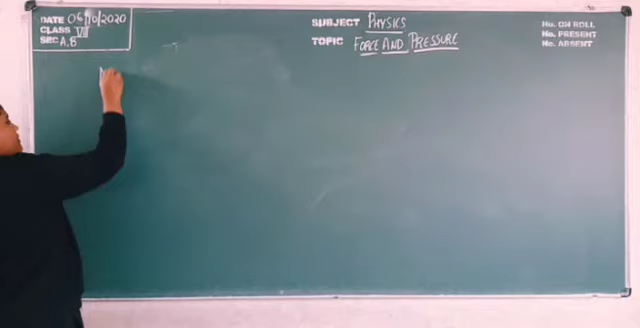 DATE 06/10/2020
CLASS VII
SEC A,B
SUBJECT PHYSICS
TOPIC FORCE AND PRESSURE
No. ON ROLL
No. PRESENT
No. ABSENT